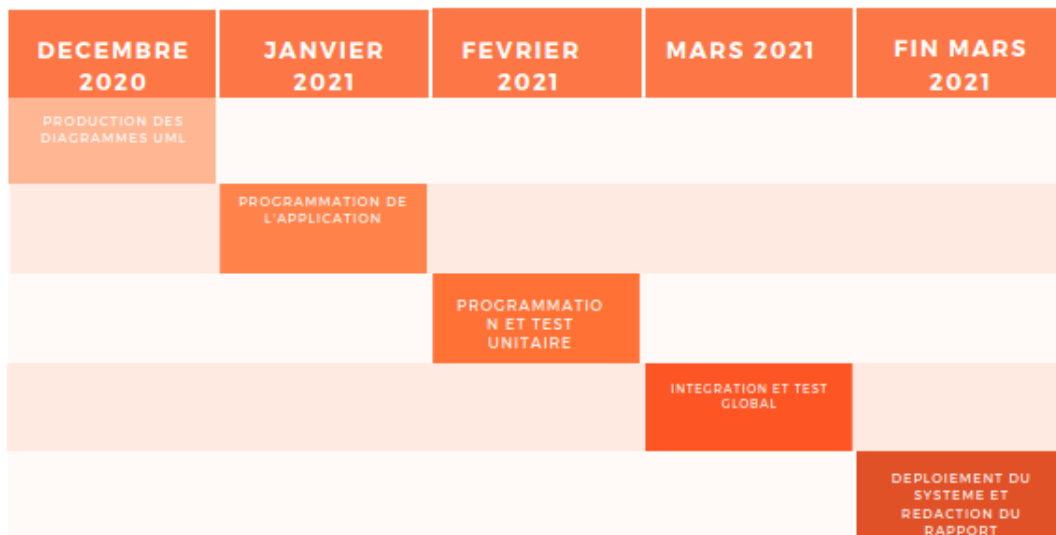 DECEMBRE
2020
JANVIER
2021
FEVRIER
2021
MARS 2021
FIN MARS
2021
PRODUCTION DES
DIAGRAMMES UML
PROGRAMMATION DE
L'APPLICATION
PROGRAMMATIO
N ET TEST
UNITAIRE
INTEGRATION ET TEST
GLOBAL
DEPLOIEMENT DU
SYSTEME ET
REDACTION DU
RAPPORT